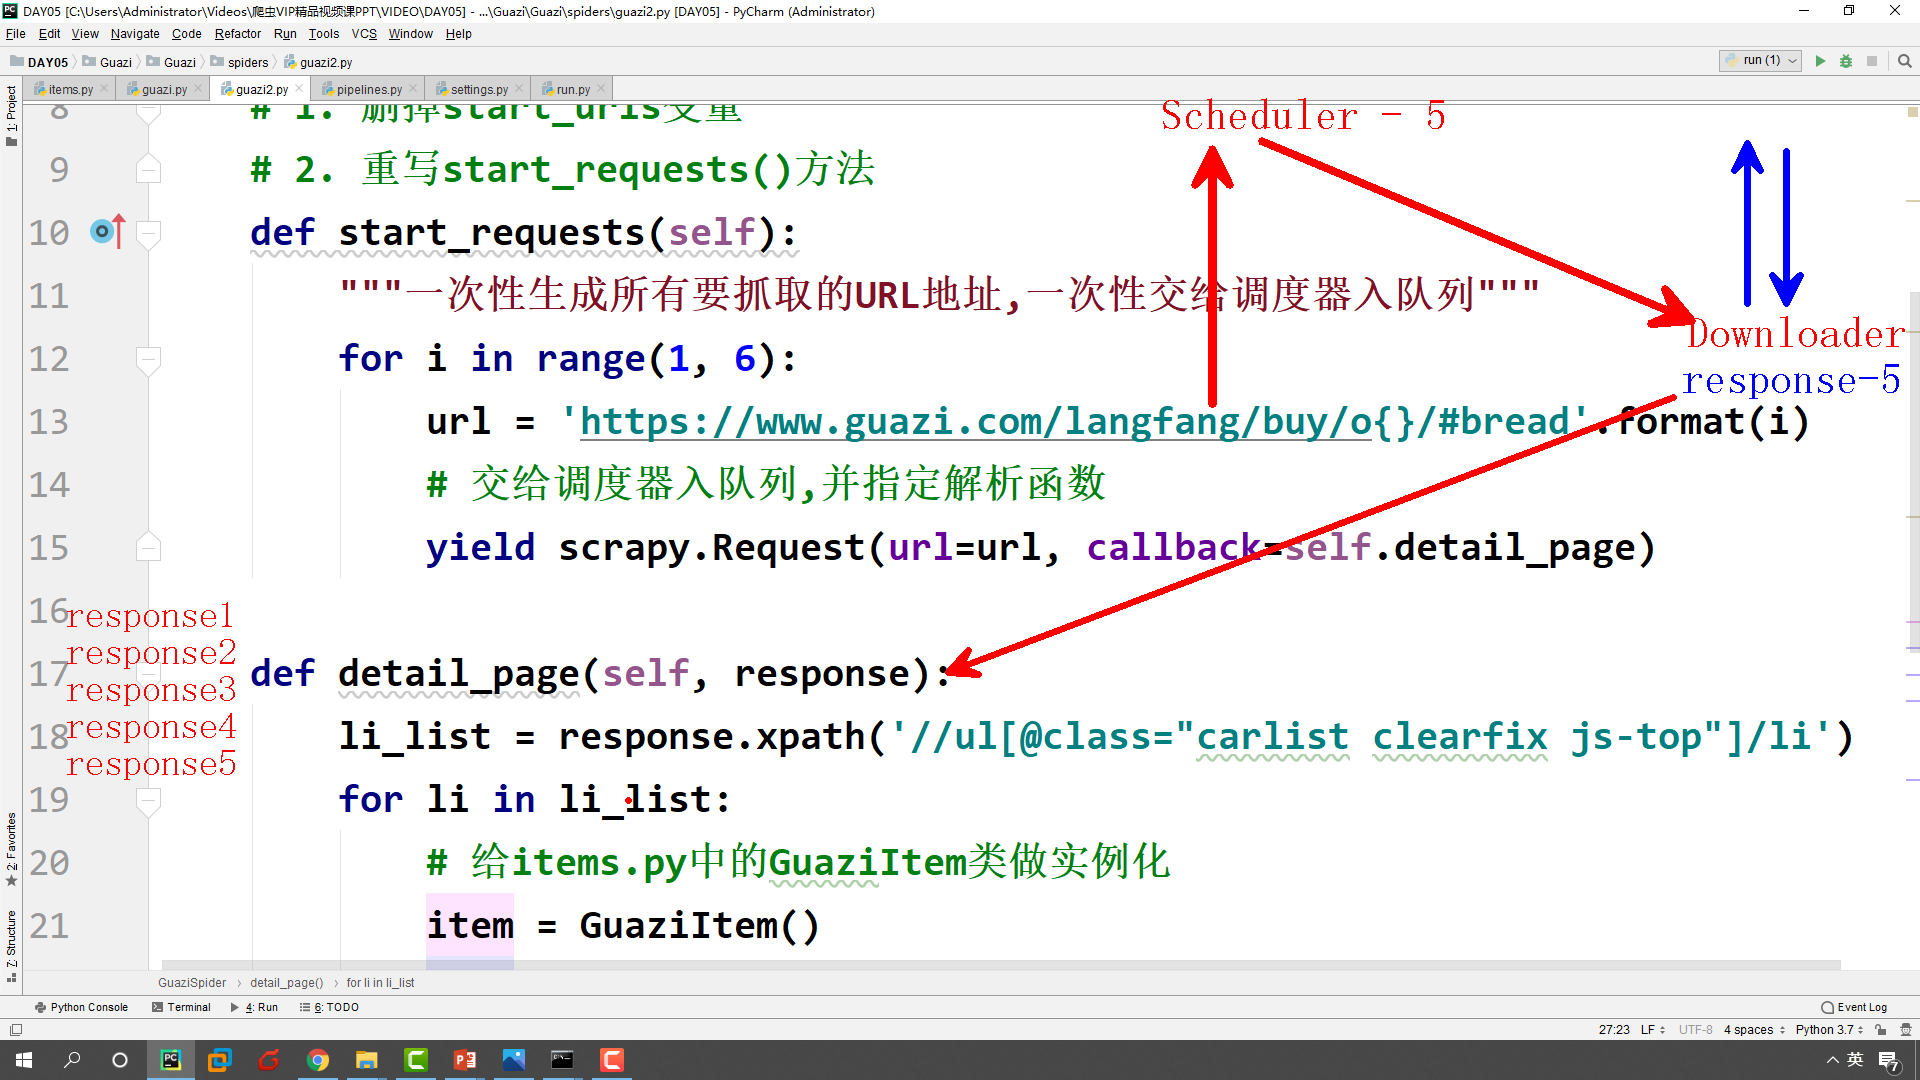 DAY05 [C:\Users\Administrator\Videos\爬虫VIP精品视频课PPT\VIDEO\DAY05] - ...\Guazi\Guazi\spiders\guazi2.py [DAY05] - PyCharm (Administrator)
File Edit View Navigate Code Refactor Run Tools VCS Window Help
DAY05 Guazi Guazi spiders guazi2.py run (1)
items.py guazi.py guazi2.py pipelines.py settings.py run.py
1: Project
8 # 1. 删掉start_urls变量
Scheduler - 5
9 # 2. 重写start_requests()方法
10 def start_requests(self):
11 """一次性生成所有要抓取的URL地址,一次性交给调度器入队列"""
Downloader
12 for i in range(1, 6):
response-5
13 url = 'https://www.guazi.com/langfang/buy/o{}/#bread'.format(i)
14 # 交给调度器入队列,并指定解析函数
15 yield scrapy.Request(url=url, callback=self.detail_page)
16
response1
response2
17 def detail_page(self, response):
response3
response4
18 li_list = response.xpath('//ul[@class="carlist clearfix js-top"]/li')
response5
19 for li in li_list:
20 # 给items.py中的GuaziItem类做实例化
21 item = GuaziItem()
2: Favorites
7: Structure
GuaziSpider › detail_page() › for li in li_list
Python Console Terminal 4: Run 6: TODO Event Log
27:23 LF UTF-8 4 spaces Python 3.7
英 7